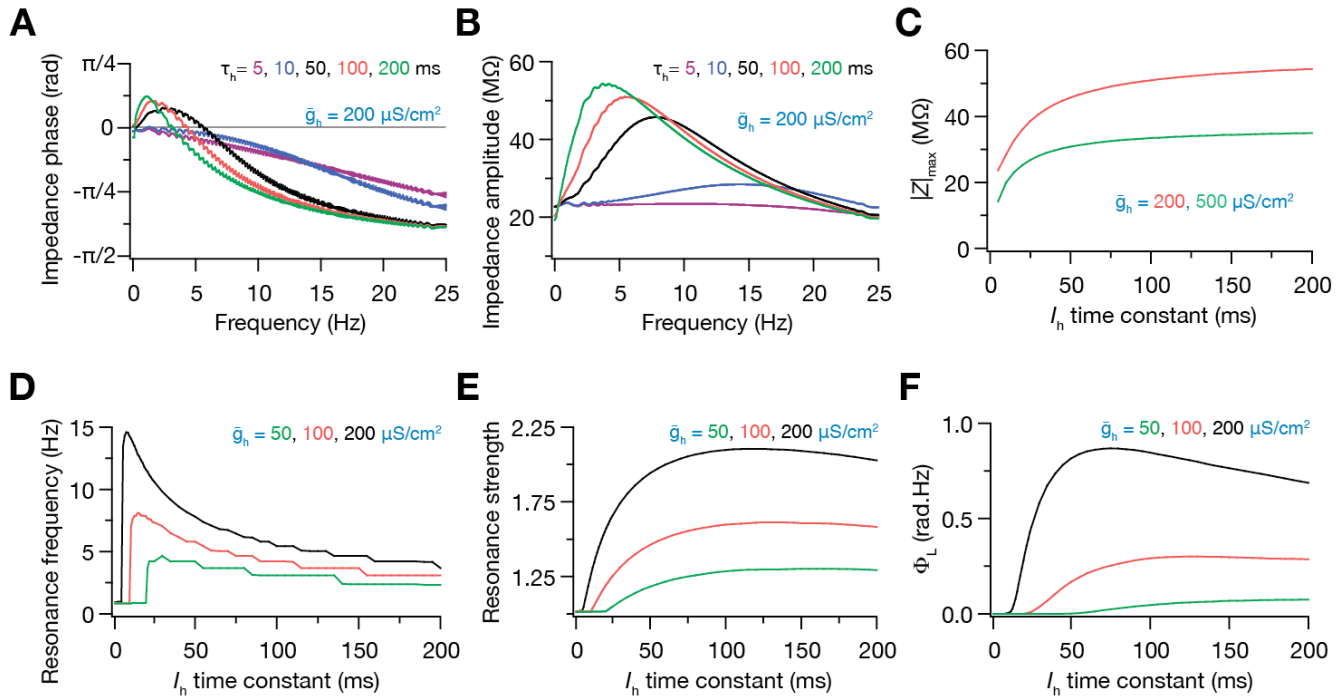 A
Impedance phase (rad)
π/4
0
-π/4
-π/2
τh= 5, 10, 50, 100, 200 ms
ḡh = 200 μS/cm²
0 5 10 15 20 25
Frequency (Hz)
B
Impedance amplitude (MΩ)
60
40
20
τh= 5, 10, 50, 100, 200 ms
ḡh = 200 μS/cm²
0 5 10 15 20 25
Frequency (Hz)
C
|Z|max (MΩ)
60
40
20
0
ḡh = 200, 500 μS/cm²
0 50 100 150 200
Ih time constant (ms)
D
Resonance frequency (Hz)
15
10
5
0
ḡh = 50, 100, 200 μS/cm²
0 50 100 150 200
Ih time constant (ms)
E
Resonance strength
2.25
1.75
1.25
ḡh = 50, 100, 200 μS/cm²
0 50 100 150 200
Ih time constant (ms)
F
ΦL (rad.Hz)
1.0
0.5
0.0
ḡh = 50, 100, 200 μS/cm²
0 50 100 150 200
Ih time constant (ms)